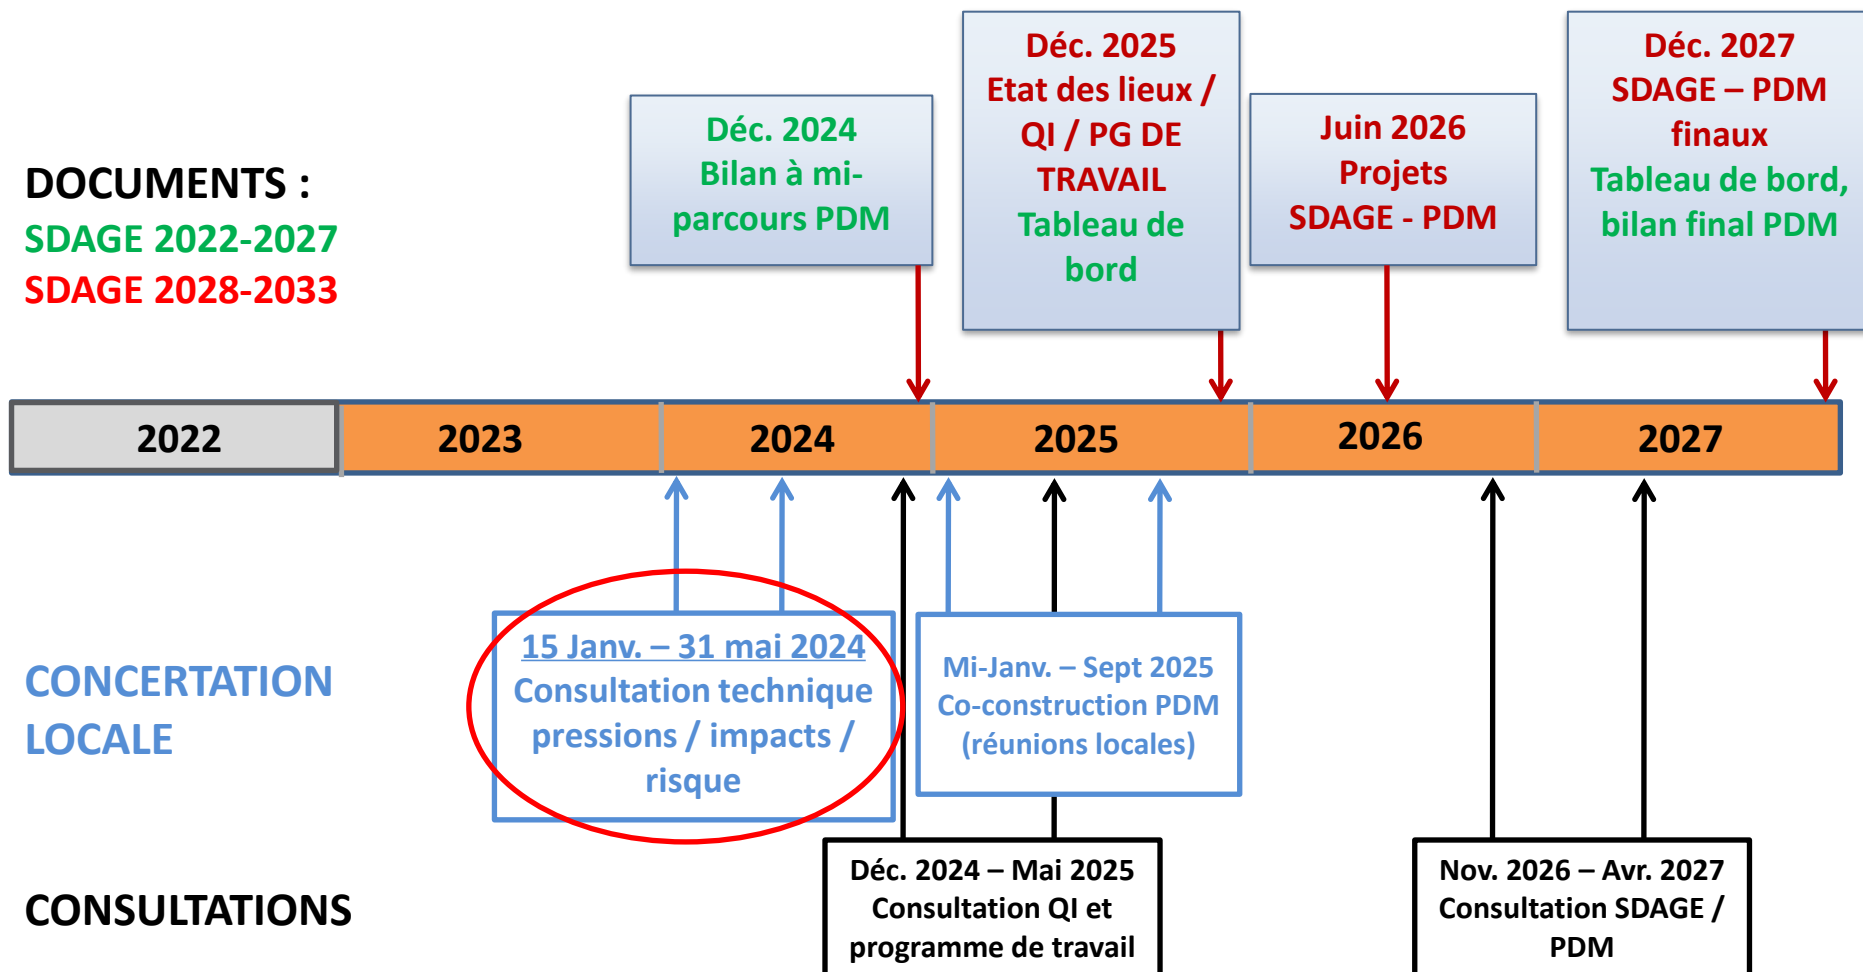 DOCUMENTS :
SDAGE 2022-2027
SDAGE 2028-2033
Déc. 2024
Bilan à mi-
parcours PDM
Déc. 2025
Etat des lieux /
QI / PG DE
TRAVAIL
Tableau de
bord
Juin 2026
Projets
SDAGE - PDM
Déc. 2027
SDAGE – PDM
finaux
Tableau de bord,
bilan final PDM
2022
2023
2024
2025
2026
2027
CONCERTATION
LOCALE
15 Janv. – 31 mai 2024
Consultation technique
pressions / impacts /
risque
Mi-Janv. – Sept 2025
Co-construction PDM
(réunions locales)
CONSULTATIONS
Déc. 2024 – Mai 2025
Consultation QI et
programme de travail
Nov. 2026 – Avr. 2027
Consultation SDAGE /
PDM